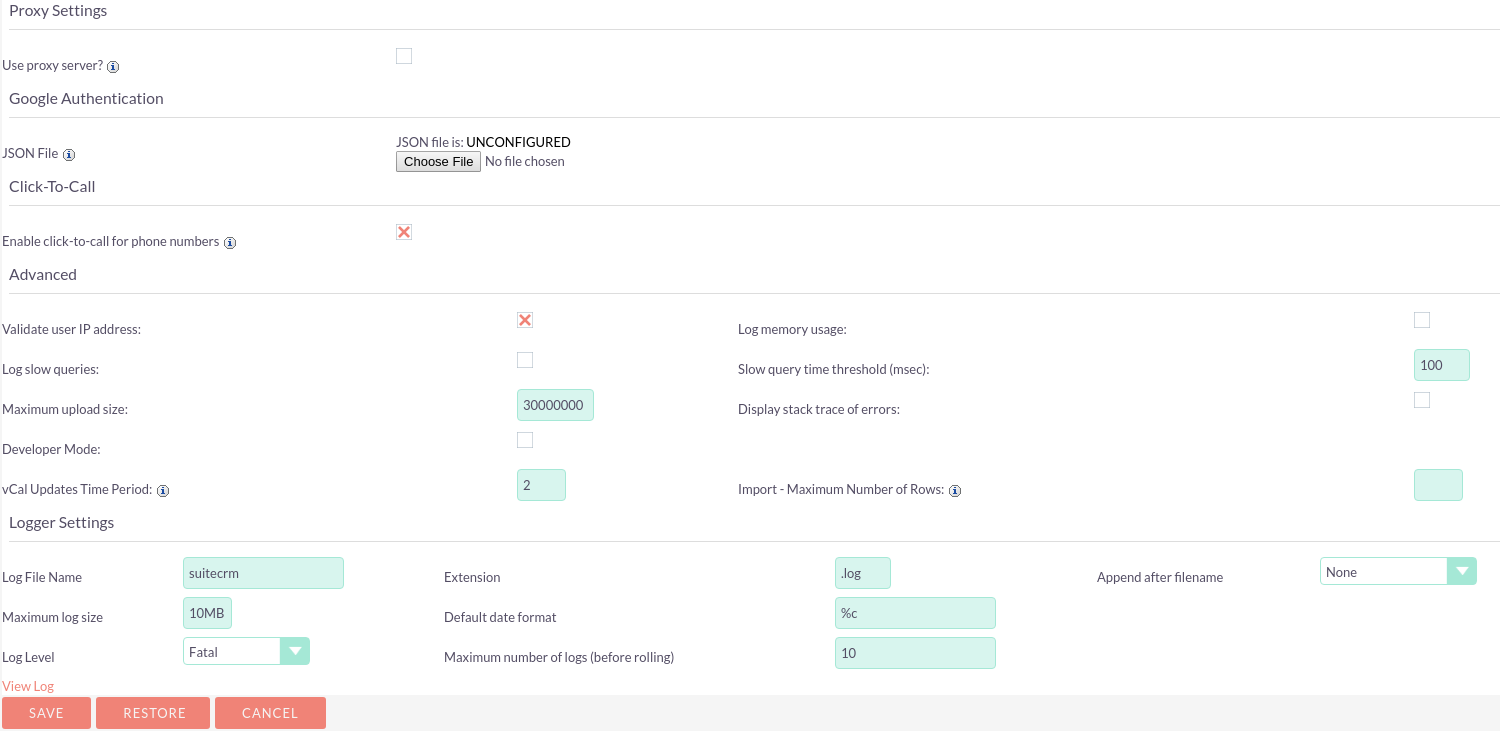 Proxy Settings
Use proxy server?
Google Authentication
JSON file is: UNCONFIGURED
JSON File
Choose File No file chosen
Click-To-Call
Enable click-to-call for phone numbers
Advanced
Validate user IP address:
Log memory usage:
Log slow queries:
Slow query time threshold (msec): 100
Maximum upload size: 30000000
Display stack trace of errors:
Developer Mode:
vCal Updates Time Period: 2
Import - Maximum Number of Rows:
Logger Settings
Log File Name suitecrm Extension .log Append after filename None
Maximum log size 10MB Default date format %c
Log Level Fatal Maximum number of logs (before rolling) 10
View Log
SAVE RESTORE CANCEL